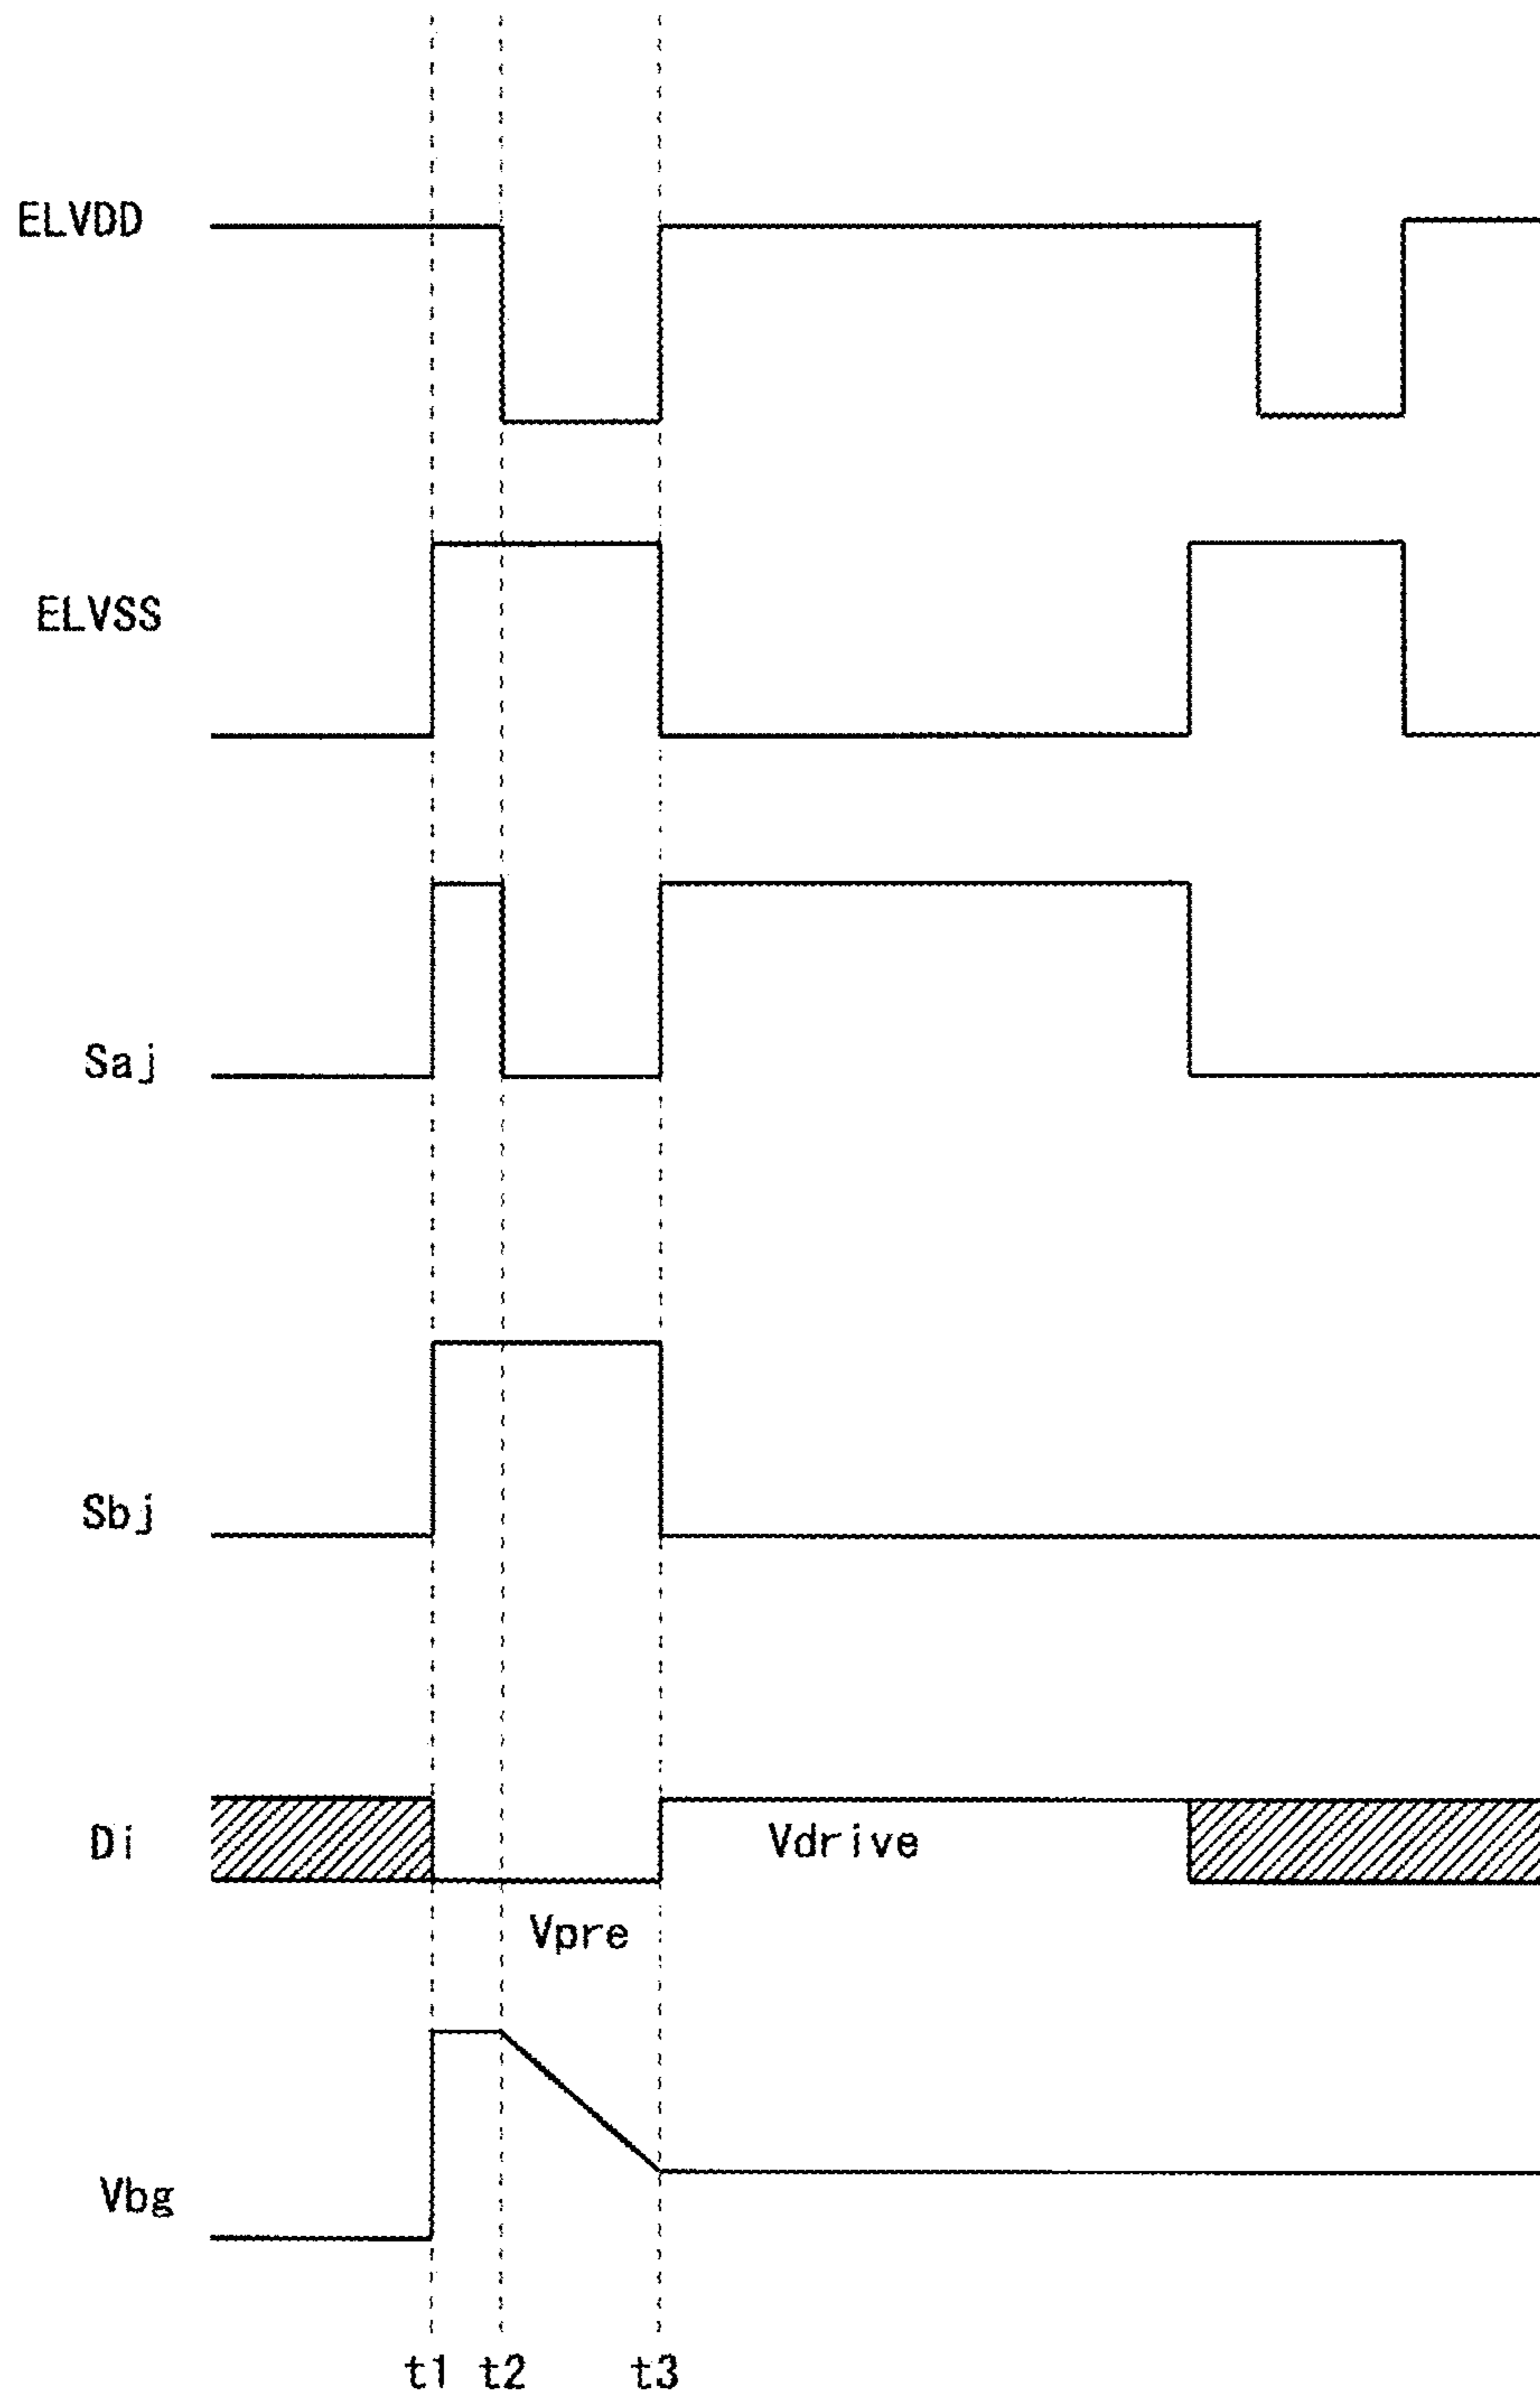 ELVDD
ELVSS
Saj
Sbj
Di
Vdrive
Vpre
Vbg
t1 t2 t3